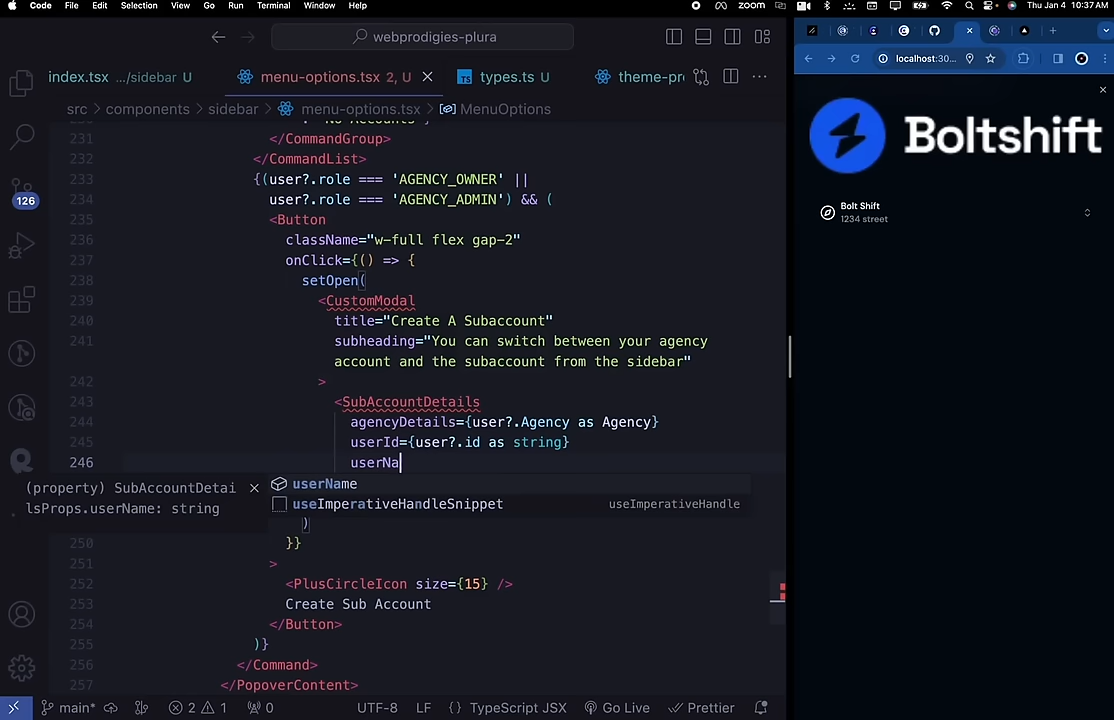 Code File Edit Selection View Go Run Terminal Window Help zoom Thu Jan 4 10:37 AM
webprodigies-plura
index.tsx .../sidebar U menu-options.tsx 2, U types.ts U theme-pr
localhost:30...
src > components > sidebar > menu-options.tsx > MenuOptions
231 </CommandGroup>
232 </CommandList>
233 {(user?.role === 'AGENCY_OWNER' ||
234 user?.role === 'AGENCY_ADMIN') && (
235 <Button
236 className="w-full flex gap-2"
237 onClick={() => {
238 setOpen(
239 <CustomModal
240 title="Create A Subaccount"
241 subheading="You can switch between your agency
account and the subaccount from the sidebar"
242 >
243 <SubAccountDetails
244 agencyDetails={user?.Agency as Agency}
245 userId={user?.id as string}
246 userNa
(property) SubAccountDetai
lsProps.userName: string
userName
useImperativeHandleSnippet useImperativeHandle
)
250 }}
251 >
252 <PlusCircleIcon size={15} />
253 Create Sub Account
254 </Button>
255 )}
256 </Command>
257 </PopoverContent>
126
main* 2 1 0 UTF-8 LF {} TypeScript JSX Go Live Prettier
Boltshift
Bolt Shift
1234 street